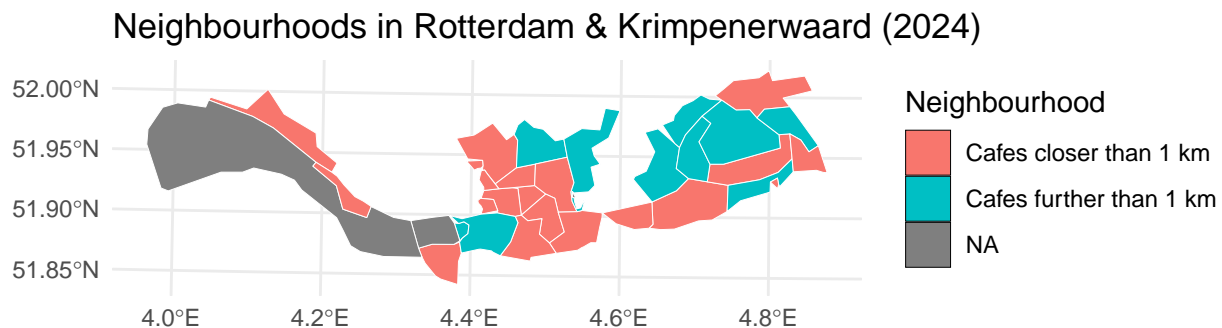 Neighbourhoods in Rotterdam & Krimpenerwaard (2024)
52.00°N
51.95°N
51.90°N
51.85°N
4.0°E
4.2°E
4.4°E
4.6°E
4.8°E
Neighbourhood
Cafes closer than 1 km
Cafes further than 1 km
NA